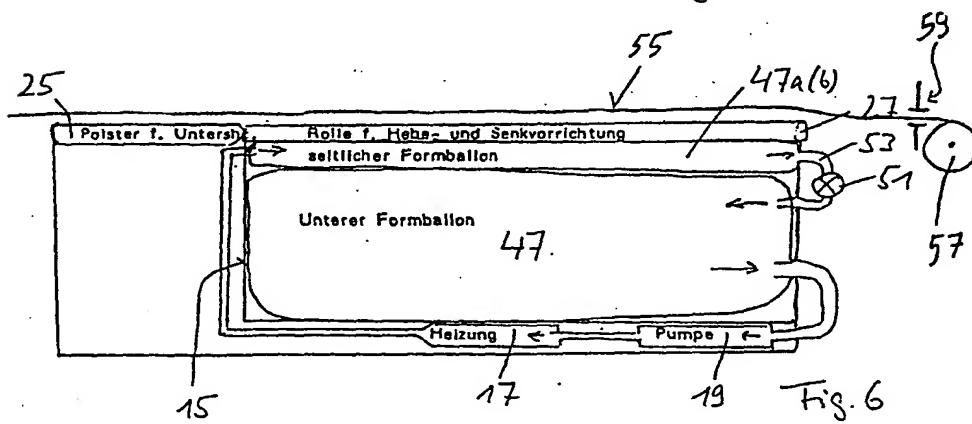 59
55
25
47a(b)
27
Polster f. Untersh.
Rolle f. Hebe- und Senkvorrichtung
53
seitlicher Formballon
51
Unterer Formballon
47.
57
Heizung
Pumpe
15
17
19
Fig. 6